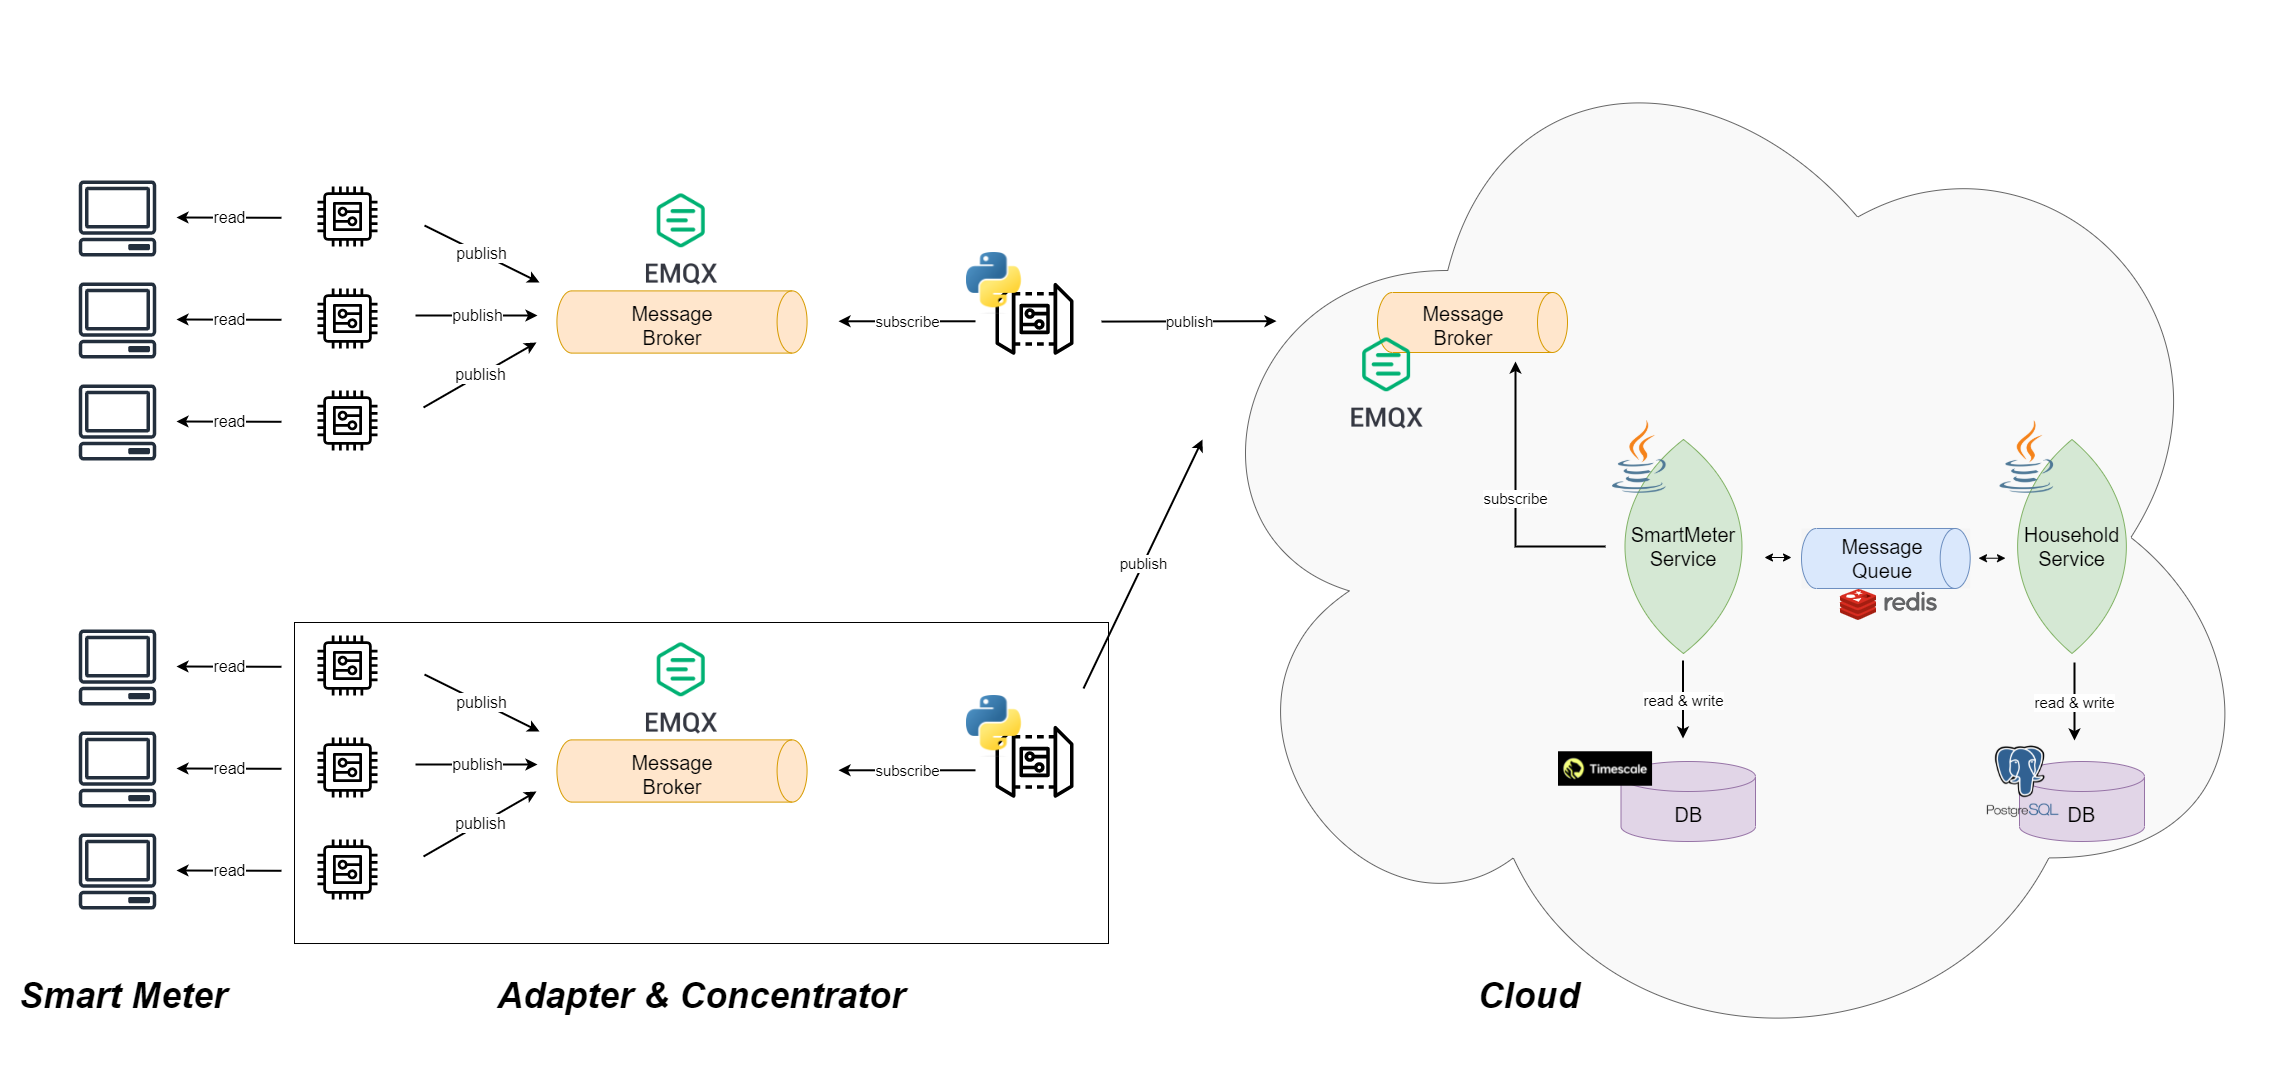 read
read
read
publish
publish
publish
EMQX
Message
Broker
subscribe
publish
Message
Broker
EMQX
subscribe
SmartMeter
Service
Message
Queue
redis
Household
Service
read & write
read & write
Timescale
DB
PostgreSQL
DB
publish
read
read
read
publish
publish
publish
EMQX
Message
Broker
subscribe
Smart Meter
Adapter & Concentrator
Cloud